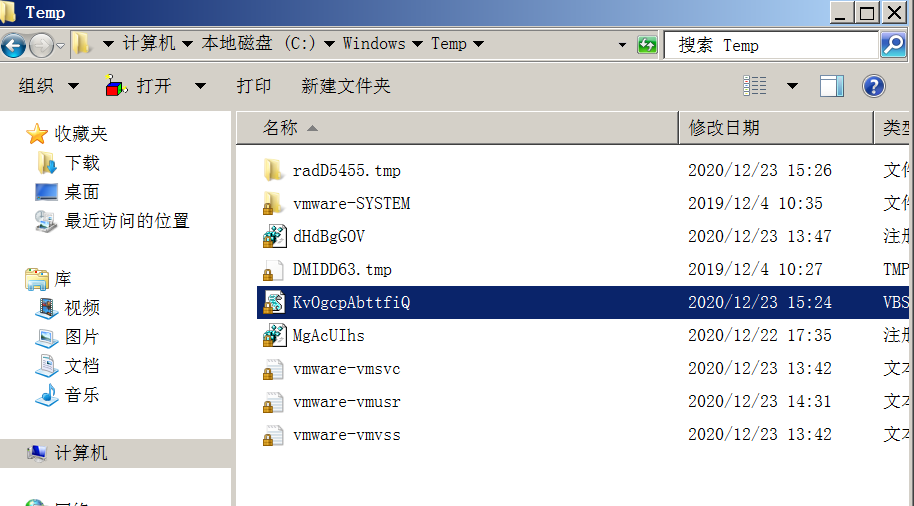 Temp
计算机 本地磁盘 (C:) Windows Temp
搜索 Temp
组织 打开 打印 新建文件夹
收藏夹
下载
桌面
最近访问的位置
库
视频
图片
文档
音乐
计算机
名称 修改日期 类型
radD5455.tmp 2020/12/23 15:26 文件
vmware-SYSTEM 2019/12/4 10:35 文件
dHdBgGOV 2020/12/23 13:47 注册
DMIDD63.tmp 2019/12/4 10:27 TMP
KvOgcpAbttfiQ 2020/12/23 15:24 VBS
MgAcUIhs 2020/12/22 17:35 注册
vmware-vmsvc 2020/12/23 13:42 文本
vmware-vmusr 2020/12/23 14:31 文本
vmware-vmvss 2020/12/23 13:42 文本